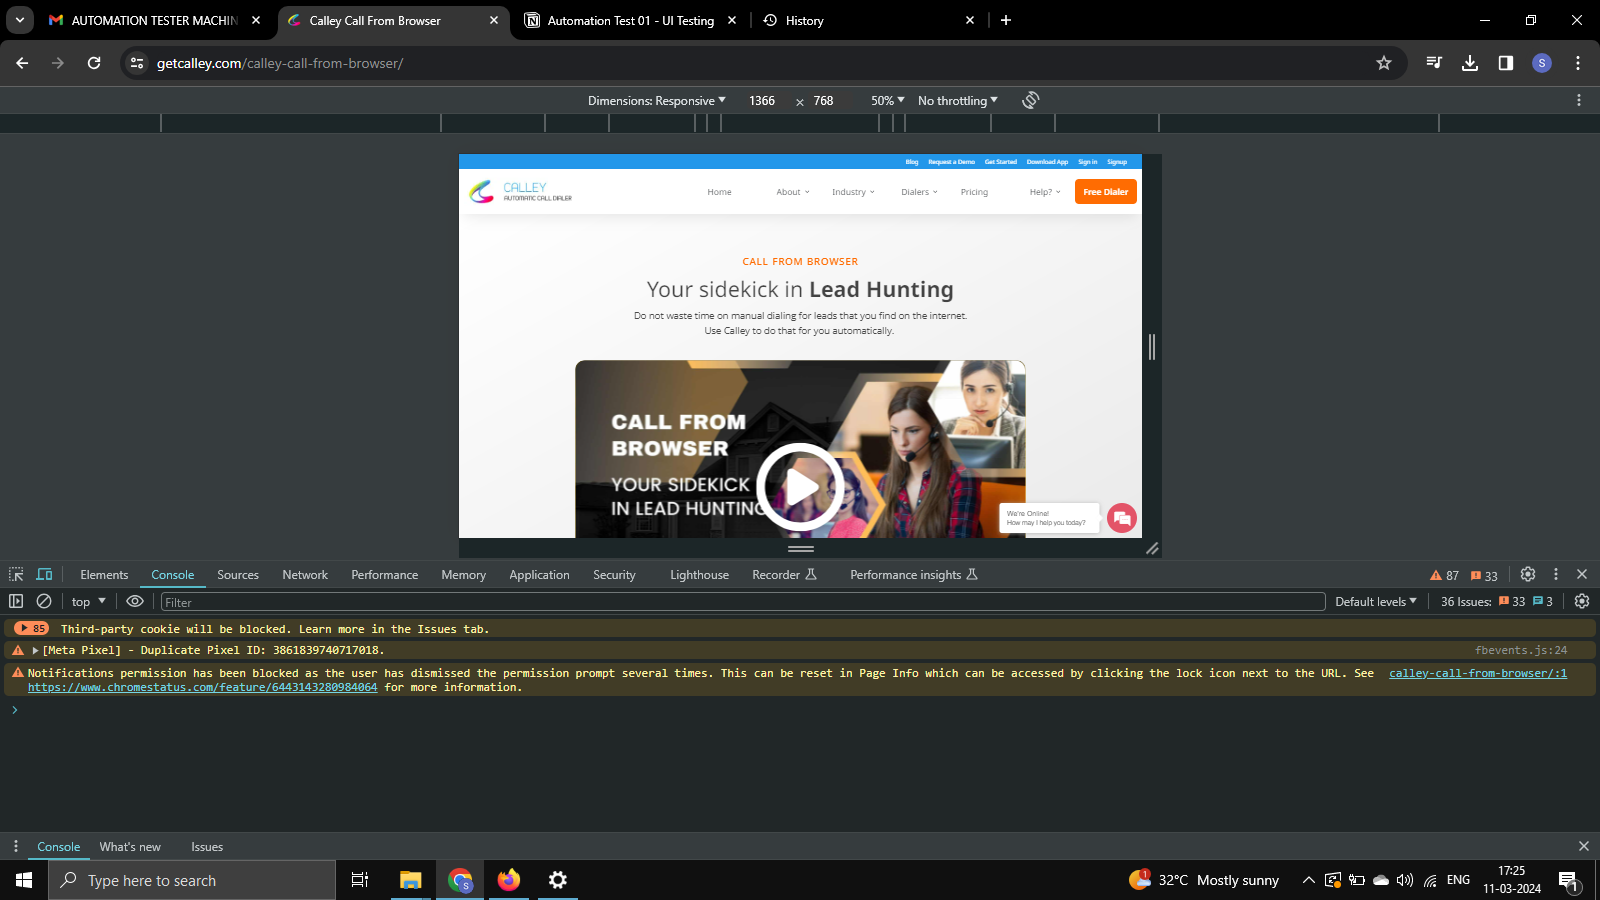 AUTOMATION TESTER MACHIN
Calley Call From Browser
Automation Test 01 - UI Testing
History
getcalley.com/calley-call-from-browser/
S
Dimensions: Responsive
1366 × 768
50%
No throttling
Blog Request a Demo Get Started Download App Sign in Signup
CALLEY
AUTOMATIC CALL DIALER
Home About Industry Dialers Pricing Help? Free Dialer
CALL FROM BROWSER
Your sidekick in Lead Hunting
Do not waste time on manual dialing for leads that you find on the internet.
Use Calley to do that for you automatically.
CALL FROM
BROWSER
YOUR SIDEKICK
IN LEAD HUNTING
We're Online!
How may I help you today?
Elements Console Sources Network Performance Memory Application Security Lighthouse Recorder Performance insights 87 33
top Filter Default levels 36 Issues: 33 3
85 Third-party cookie will be blocked. Learn more in the Issues tab.
[Meta Pixel] - Duplicate Pixel ID: 3861839740717018. fbevents.js:24
Notifications permission has been blocked as the user has dismissed the permission prompt several times. This can be reset in Page Info which can be accessed by clicking the lock icon next to the URL. See calley-call-from-browser/:1
https://www.chromestatus.com/feature/6443143280984064 for more information.
Console What's new Issues
Type here to search
S
1
32°C Mostly sunny
ENG
17:25
11-03-2024
1